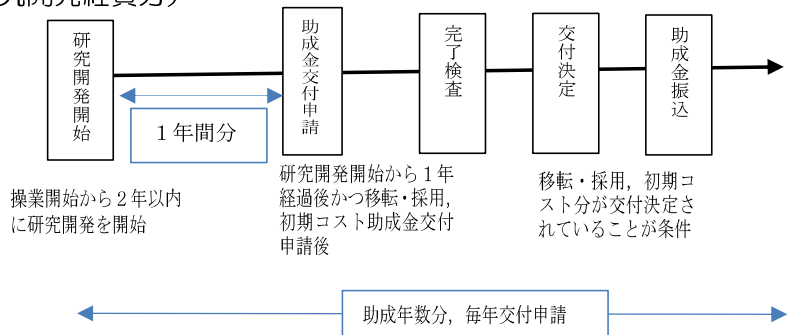 研究開発開始
助成金交付申請
完了検査
交付決定
助成金振込
1年間分
操業開始から2年以内
に研究開発を開始
研究開発開始から1年
経過後かつ移転・採用,
初期コスト助成金交付
申請後
移転・採用,初期コ
スト分が交付決定さ
れていることが条件
助成年数分,毎年交付申請